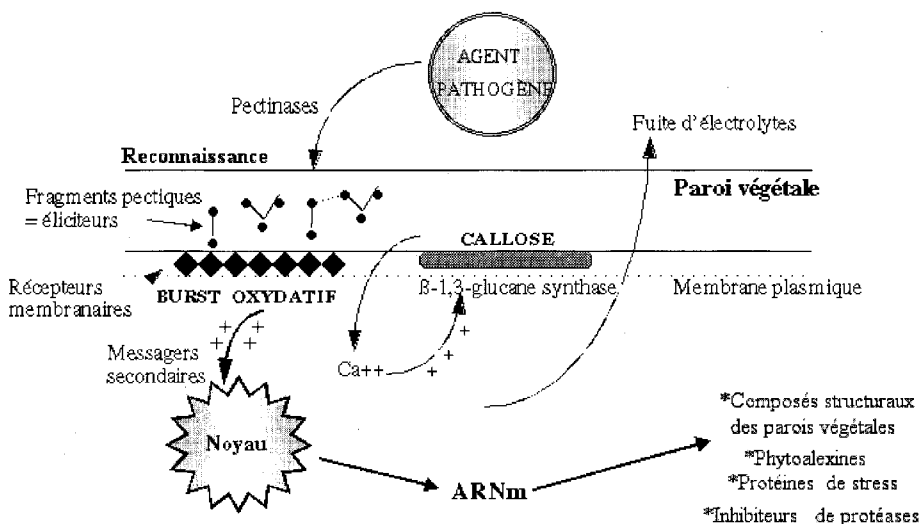 AGENT
PATHOGÈNE
Pectinases
Fuite d'électrolytes
Reconnaissance
Paroi végétale
Fragments pectiques
= éliciteurs
CALLOSE
Récepteurs
membranaires
BURST OXYDATIF
ß-1,3-glucane synthase
Membrane plasmique
+
+
+
+
Messagers
secondaires
Ca++
+
+
+
Noyau
ARNm
*Composés structuraux
des parois végétales
*Phytoalexines
*Protéines de stress
*Inhibiteurs de protéases